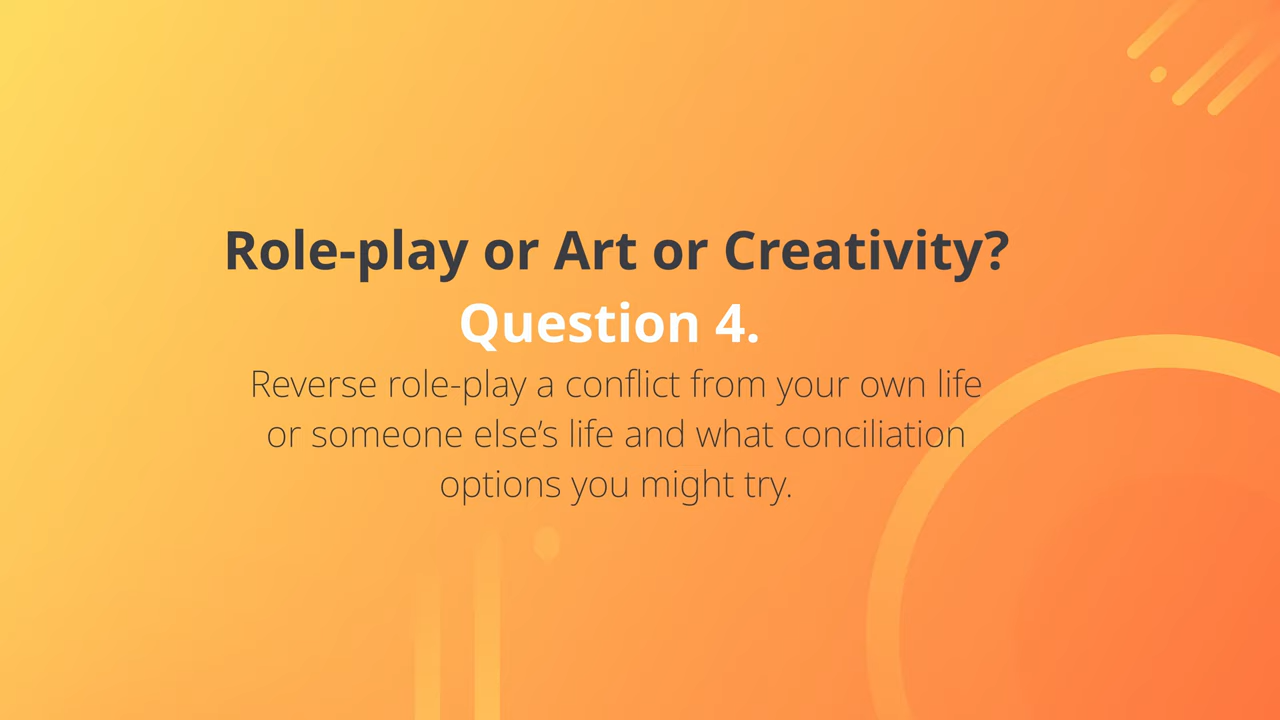 Role-play or Art or Creativity?
Question 4.
Reverse role-play a conflict from your own life
or someone else’s life and what conciliation
options you might try.